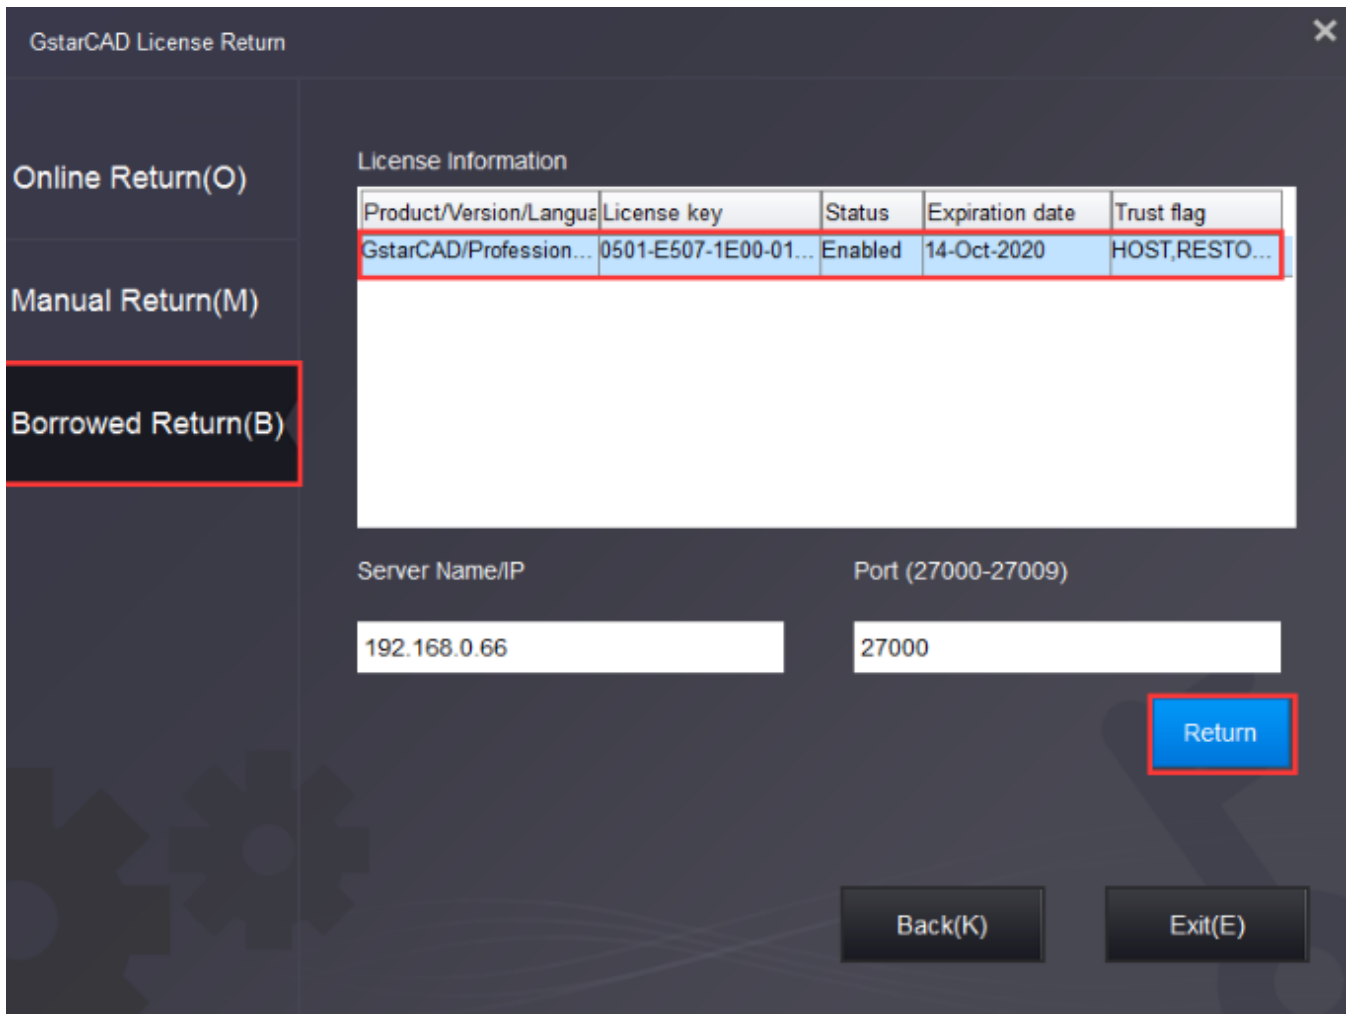 GstarCAD License Return
Online Return(O)
Manual Return(M)
Borrowed Return(B)
License Information
Product/Version/Langua License key Status Expiration date Trust flag
GstarCAD/Profession... 0501-E507-1E00-01... Enabled 14-Oct-2020 HOST,RESTO...
Server Name/IP Port (27000-27009)
192.168.0.66 27000
Return
Back(K) Exit(E)